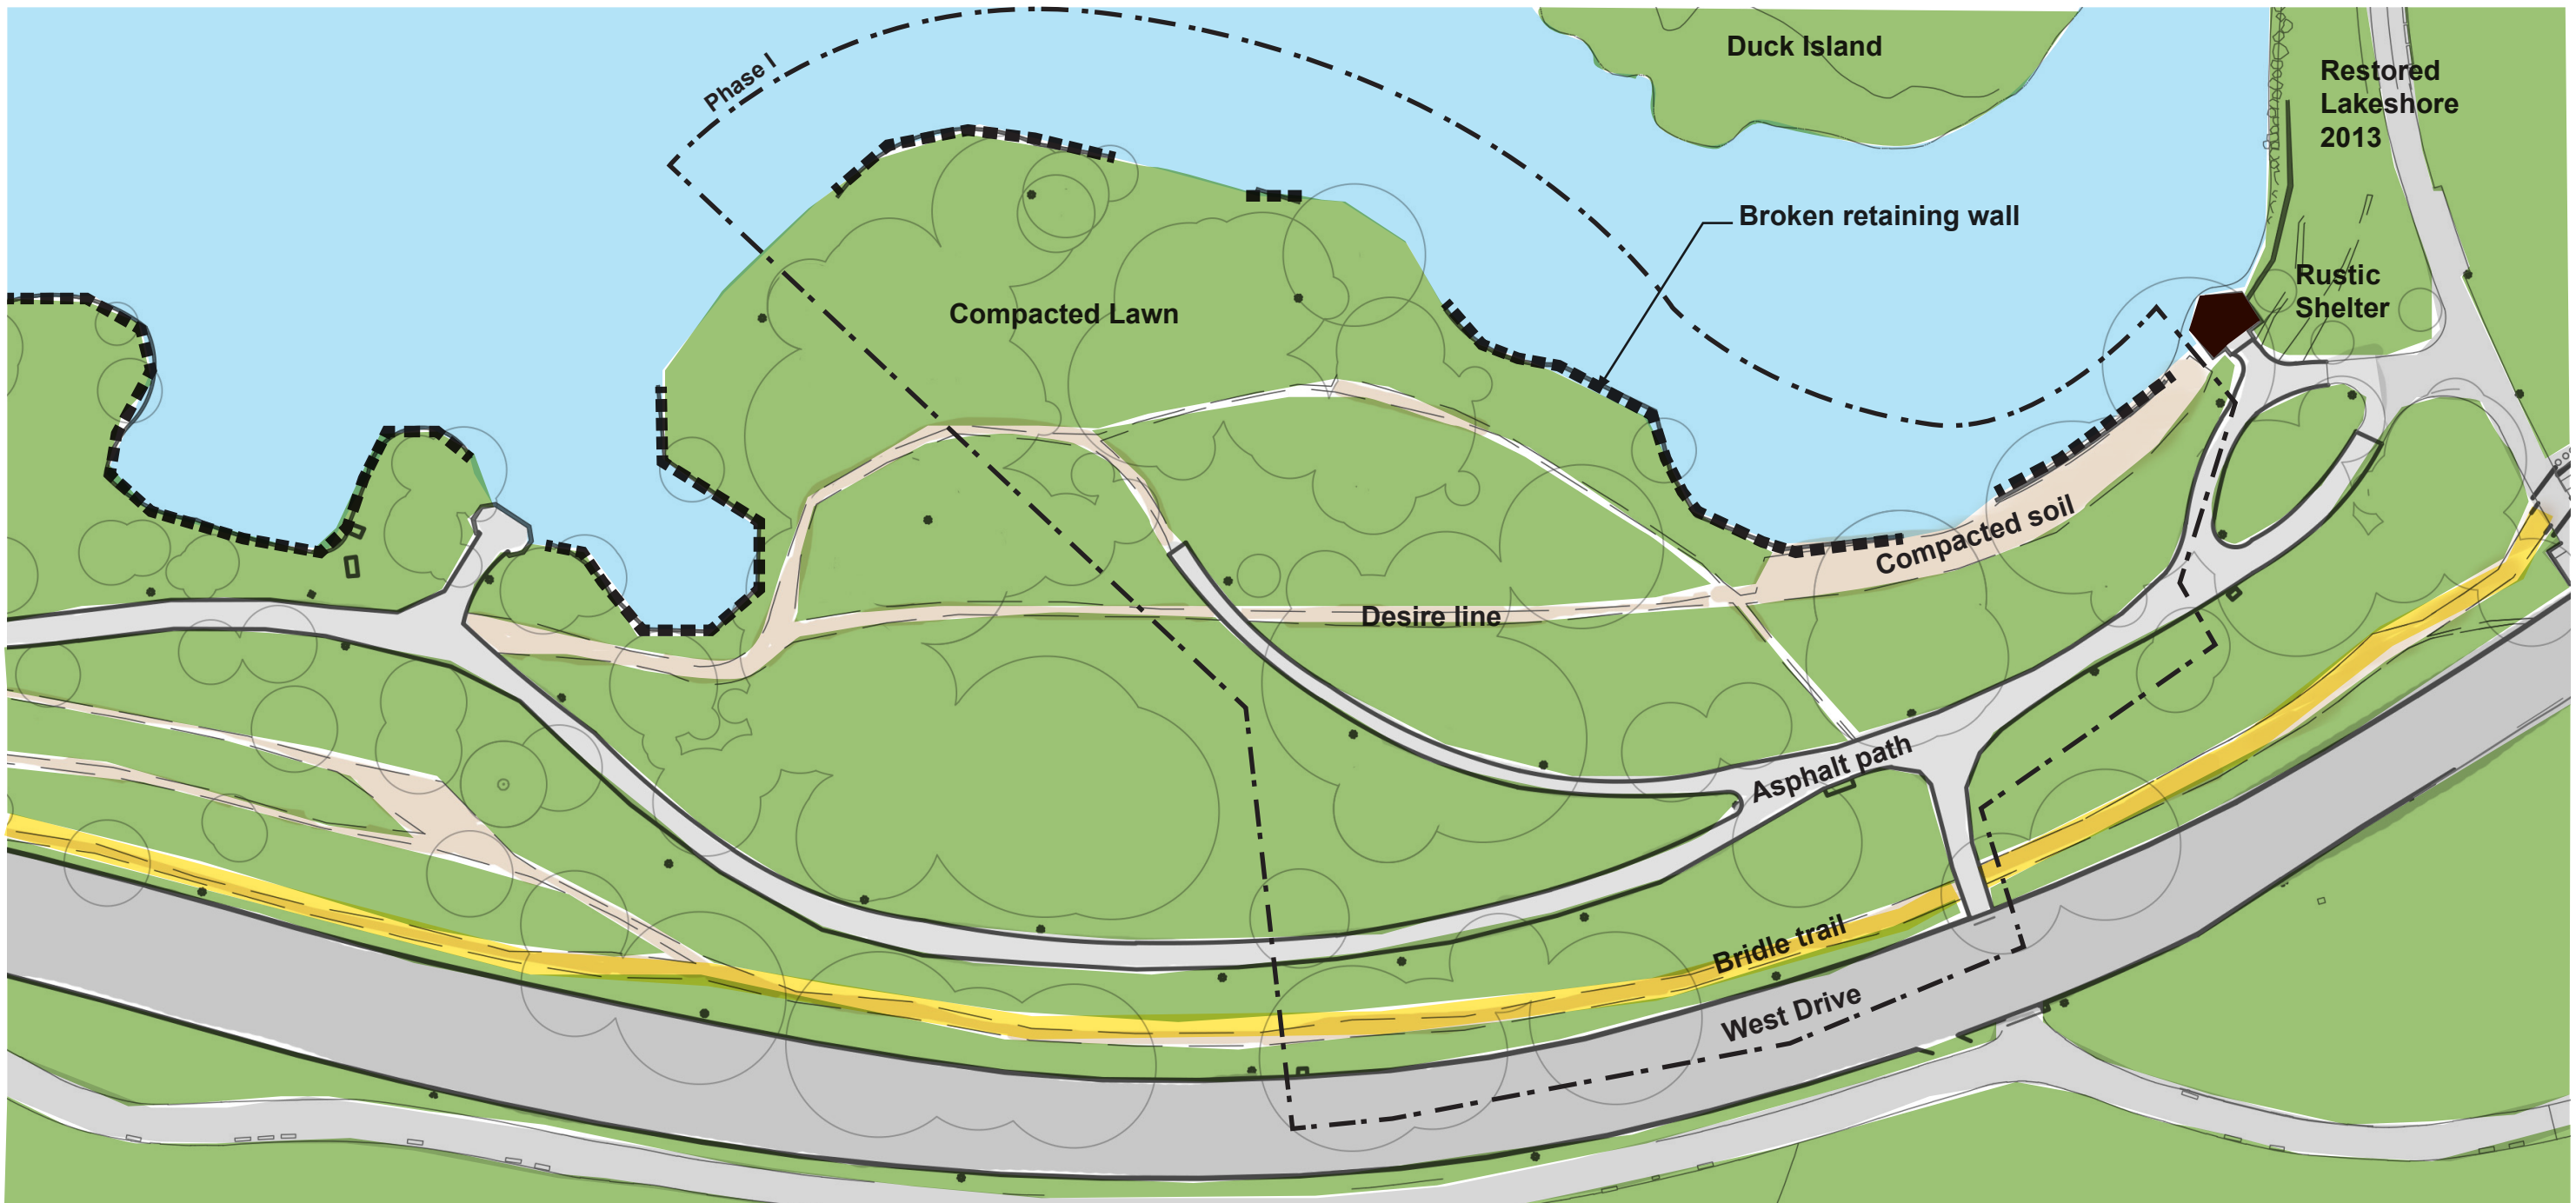 Duck Island
Phase I
Restored
Lakeshore
2013
Broken retaining wall
Rustic
Shelter
Compacted Lawn
Compacted soil
Desire line
Asphalt path
Bridle trail
West Drive